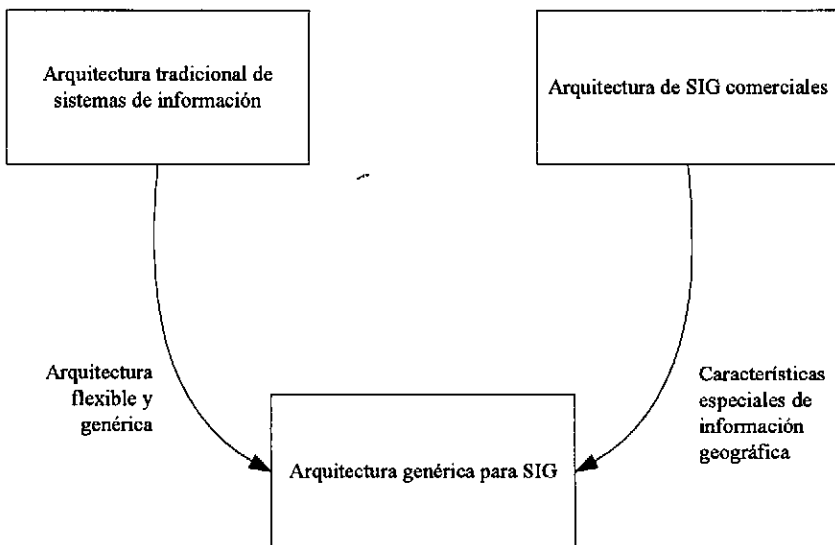 Arquitectura tradicional de
sistemas de información
Arquitectura de SIG comerciales
Arquitectura
flexible y
genérica
Características
especiales de
información
geográfica
Arquitectura genérica para SIG